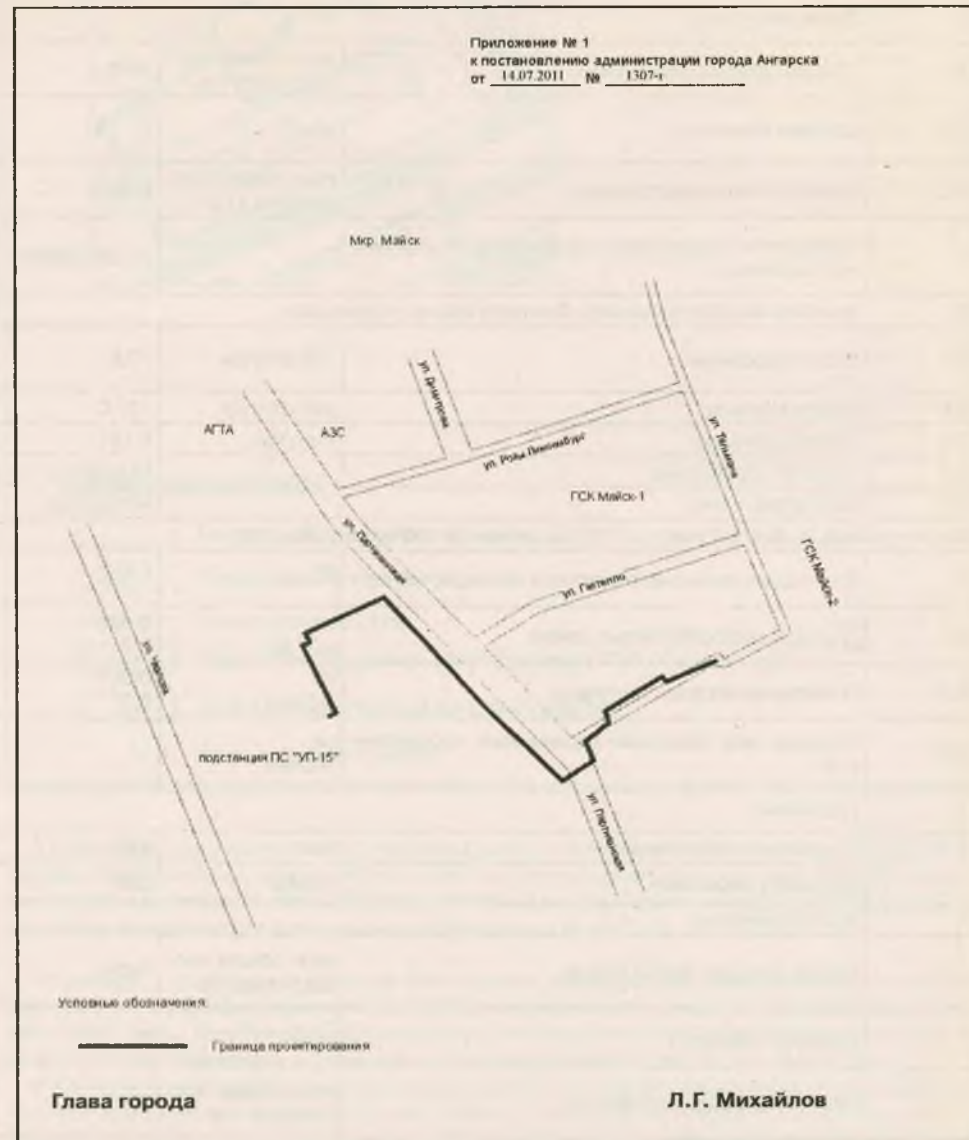 Приложение № 1
к постановлению администрации города Ангарска
от 14.07.2011 № 1307-г
Мкр. Майск
ул. Димитрова
АГТА
АЗС
ул. Розы Люксембург
ул. Тельмана
ГСК Майск-1
ул. Партизанская
ГСК Майск-2
ул. Гастелло
ул. Чкалова
подстанция ПС "УП-15"
ул. Партизанская
Условные обозначения:
Граница проектирования
Глава города
Л.Г. Михайлов